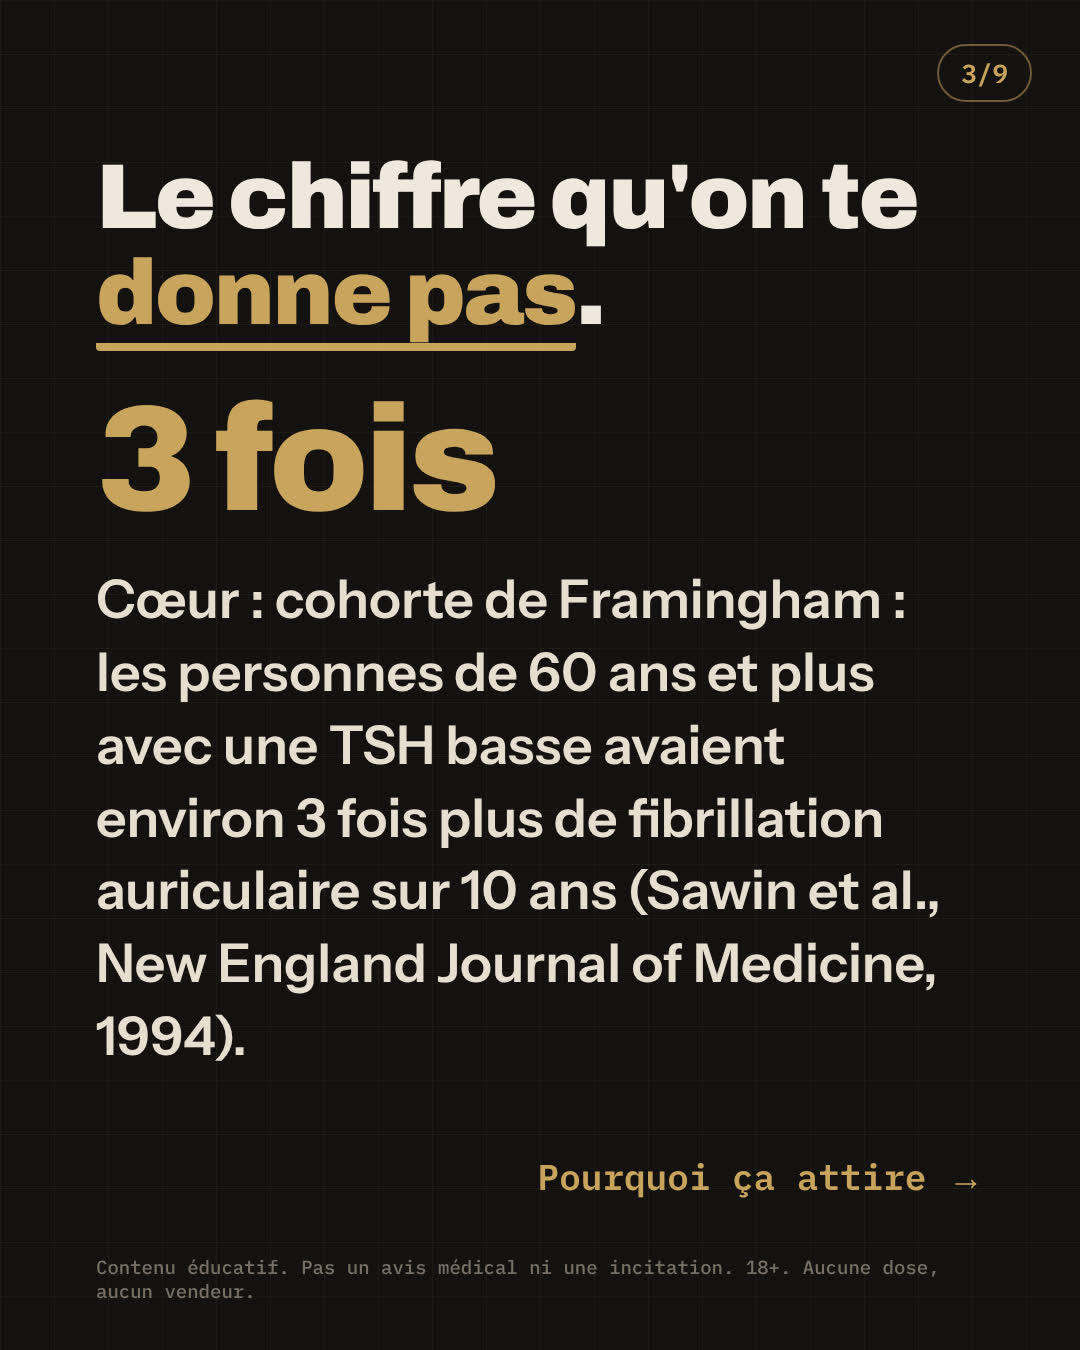 3/9
Le chiffre qu'on te
donne pas.
3 fois
Cœur : cohorte de Framingham :
les personnes de 60 ans et plus
avec une TSH basse avaient
environ 3 fois plus de fibrillation
auriculaire sur 10 ans (Sawin et al.,
New England Journal of Medicine,
1994).
Pourquoi ça attire →
Contenu éducatif. Pas un avis médical ni une incitation. 18+. Aucune dose,
aucun vendeur.